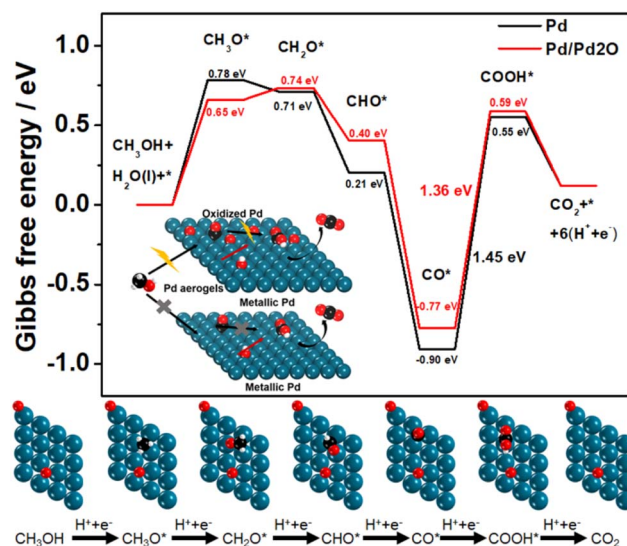 Gibbs free energy / eV
1.0
0.5
0.0
-0.5
-1.0
Pd
Pd/Pd2O
CH₃O*
0.78 eV
0.65 eV
CH₂O*
0.74 eV
0.71 eV
CHO*
0.40 eV
0.21 eV
COOH*
0.59 eV
0.55 eV
CH₃OH+
H₂O(l)+*
1.36 eV
1.45 eV
CO*
-0.77 eV
-0.90 eV
CO₂+*
+6(H⁺+e⁻)
Oxidized Pd
Pd aerogels
Metallic Pd
Metallic Pd
H⁺+e⁻ H⁺+e⁻ H⁺+e⁻ H⁺+e⁻ H⁺+e⁻ H⁺+e⁻
CH₃OH CH₃O* CH₂O* CHO* CO* COOH* CO₂